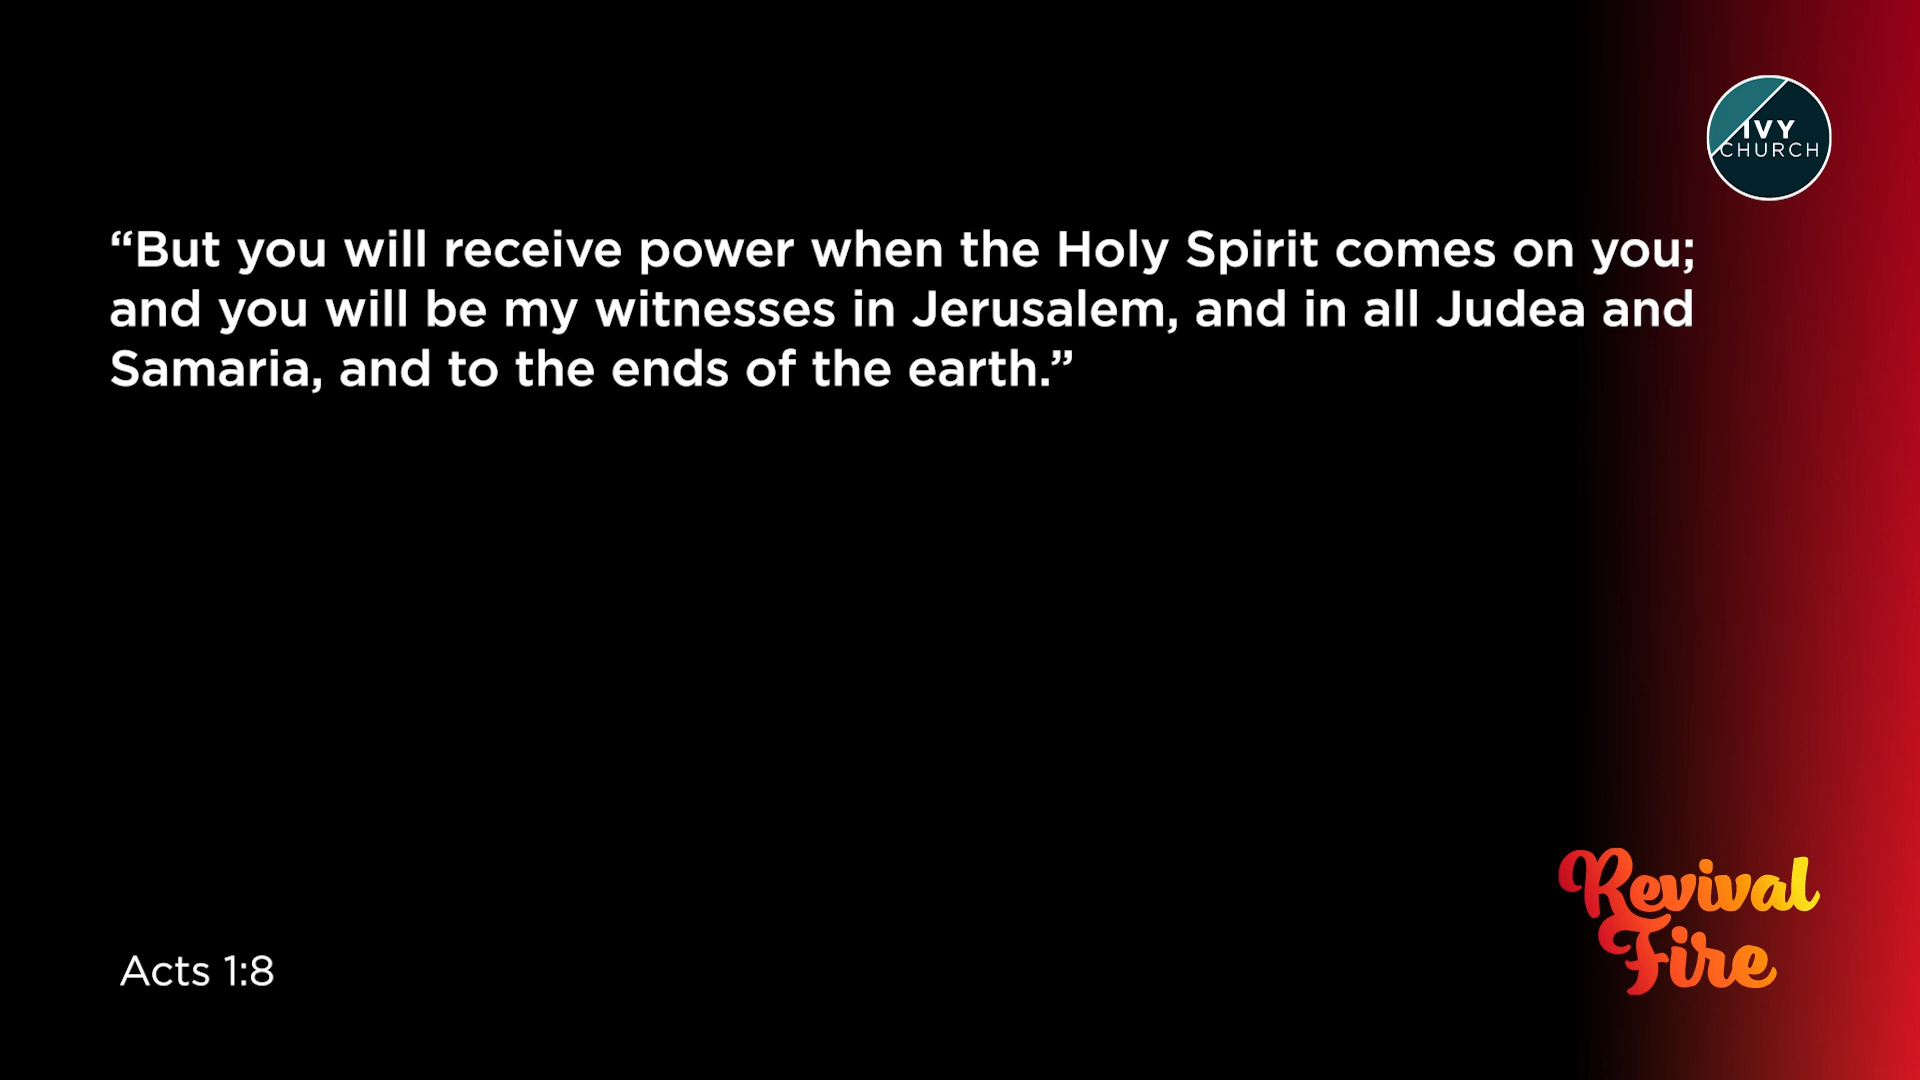 IVY
CHURCH
“But you will receive power when the Holy Spirit comes on you;
and you will be my witnesses in Jerusalem, and in all Judea and
Samaria, and to the ends of the earth.”
Revival
Fire
Acts 1:8